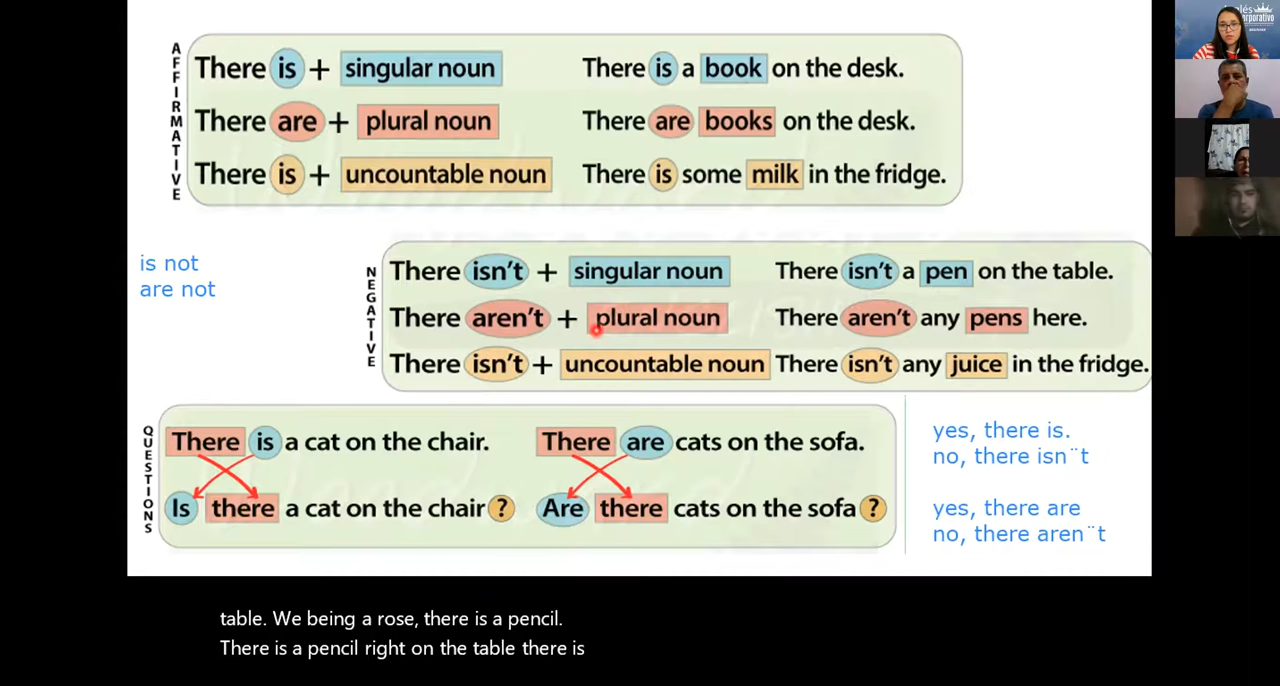 AFFIRMATIVE
There is + singular noun There is a book on the desk.
There are + plural noun There are books on the desk.
There is + uncountable noun There is some milk in the fridge.
is not
are not
NEGATIVE
There isn't + singular noun There isn't a pen on the table.
There aren't + plural noun There aren't any pens here.
There isn't + uncountable noun There isn't any juice in the fridge.
QUESTIONS
There is a cat on the chair. There are cats on the sofa.
Is there a cat on the chair ? Are there cats on the sofa ?
yes, there is.
no, there isn¨t
yes, there are
no, there aren¨t
table. We being a rose, there is a pencil.
There is a pencil right on the table there is